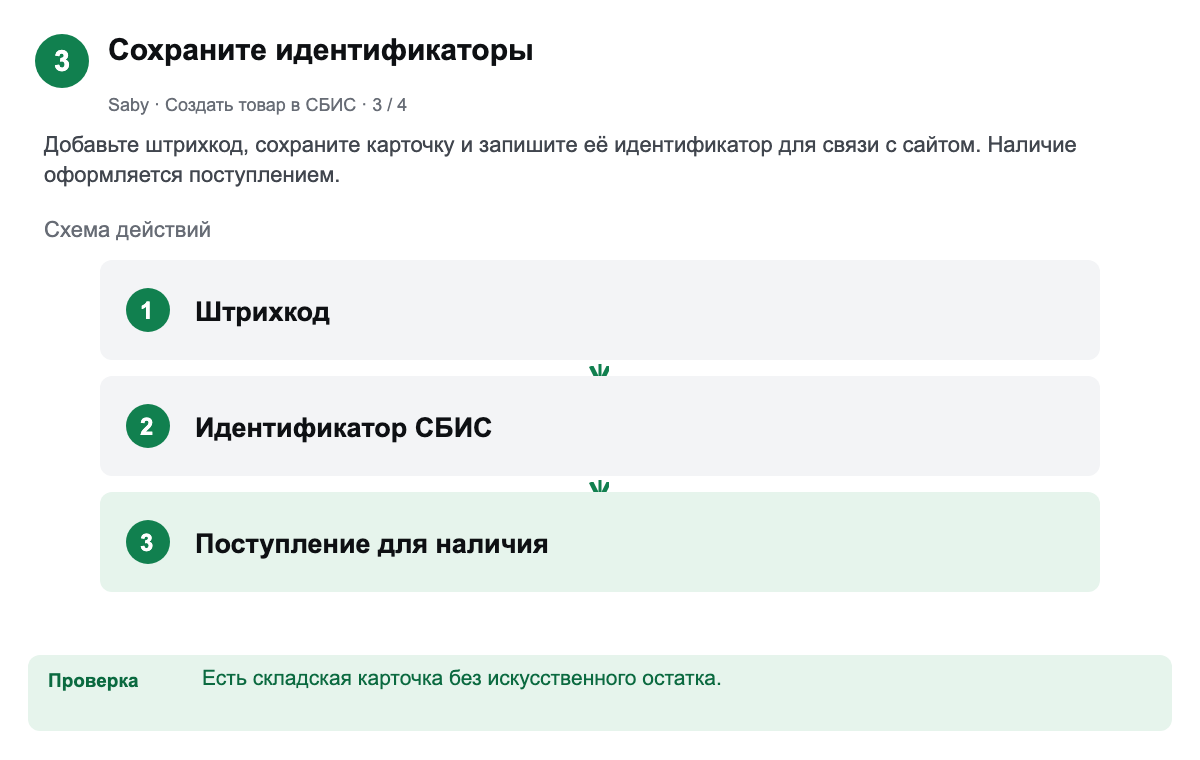 3
Сохраните идентификаторы
Saby · Создать товар в СБИС · 3 / 4
Добавьте штрихкод, сохраните карточку и запишите её идентификатор для связи с сайтом. Наличие
оформляется поступлением.
Схема действий
1 Штрихкод
2 Идентификатор СБИС
3 Поступление для наличия
Проверка Есть складская карточка без искусственного остатка.